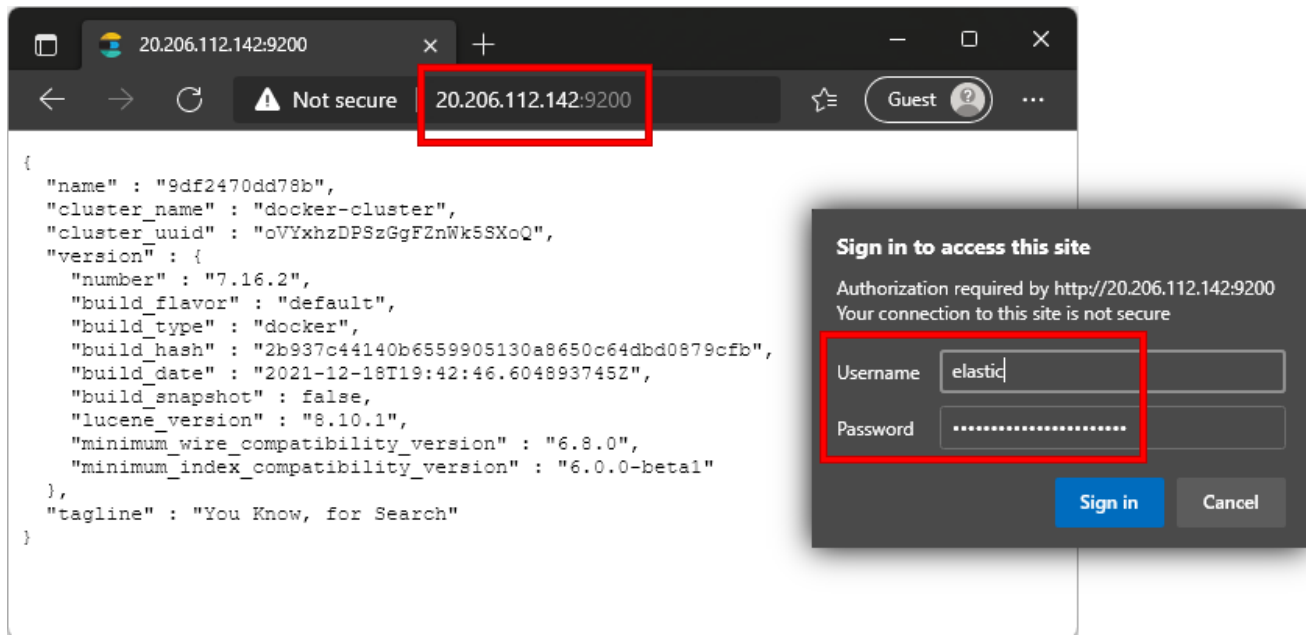 20.206.112.142:9200
Not secure 20.206.112.142:9200 Guest
{
"name" : "9df2470dd78b",
"cluster_name" : "docker-cluster",
"cluster_uuid" : "oVYxhzDPSzGgFZnWk5SXoQ",
"version" : {
"number" : "7.16.2",
"build_flavor" : "default",
"build_type" : "docker",
"build_hash" : "2b937c44140b6559905130a8650c64dbd0879cfb",
"build_date" : "2021-12-18T19:42:46.604893745Z",
"build_snapshot" : false,
"lucene_version" : "8.10.1",
"minimum_wire_compatibility_version" : "6.8.0",
"minimum_index_compatibility_version" : "6.0.0-beta1"
},
"tagline" : "You Know, for Search"
}
Sign in to access this site
Authorization required by http://20.206.112.142:9200
Your connection to this site is not secure
Username elastic
Password •••••••••••••••••••••••
Sign in Cancel